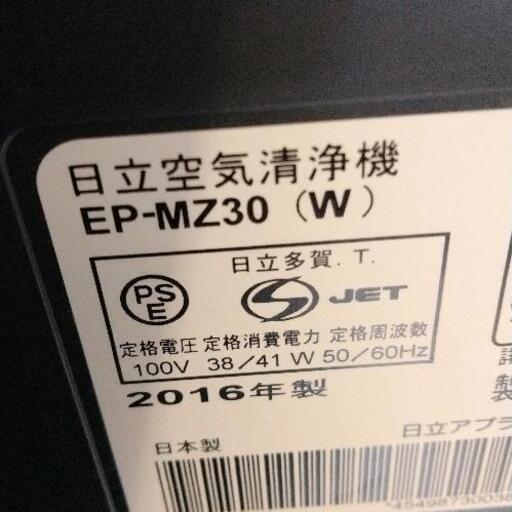 日立空気清浄機
EP-MZ30 (W)
日立多賀. T.
PS
E
JET
定格電圧 定格消費電力 定格周波数
100V 38/41 W 50/60Hz
2016年製
日本製
日立アプラ
製